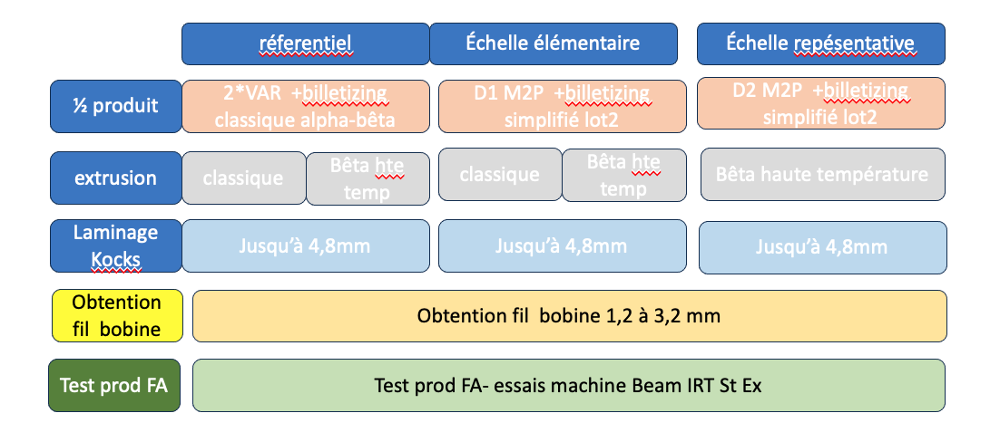 réferentiel
Échelle élémentaire
Échelle repésentative
½ produit
2*VAR +billetizing
classique alpha-bêta
D1 M2P +billetizing
simplifié lot2
D2 M2P +billetizing
simplifié lot2
extrusion
classique
Bêta hte
temp
classique
Bêta hte
temp
Bêta haute température
Laminage
Kocks
Jusqu’à 4,8mm
Jusqu’à 4,8mm
Jusqu’à 4,8mm
Obtention
fil bobine
Obtention fil bobine 1,2 à 3,2 mm
Test prod FA
Test prod FA- essais machine Beam IRT St Ex